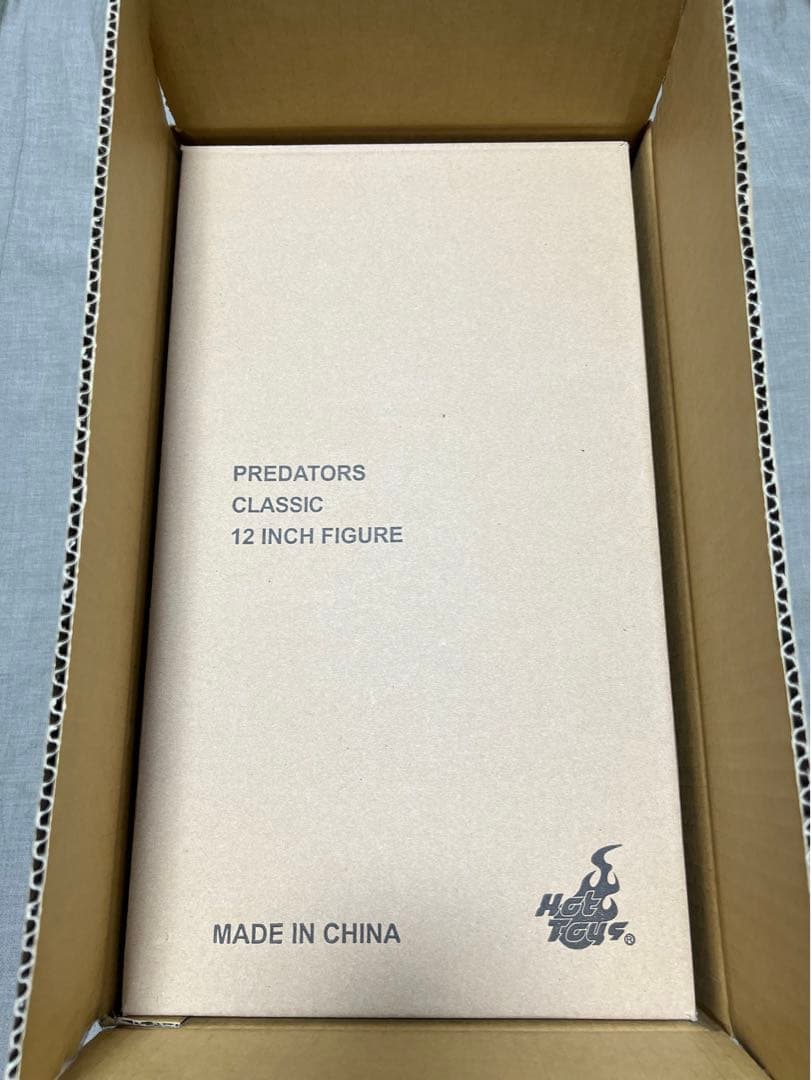 PREDATORS
CLASSIC
12 INCH FIGURE
MADE IN CHINA
Hot
Toys®